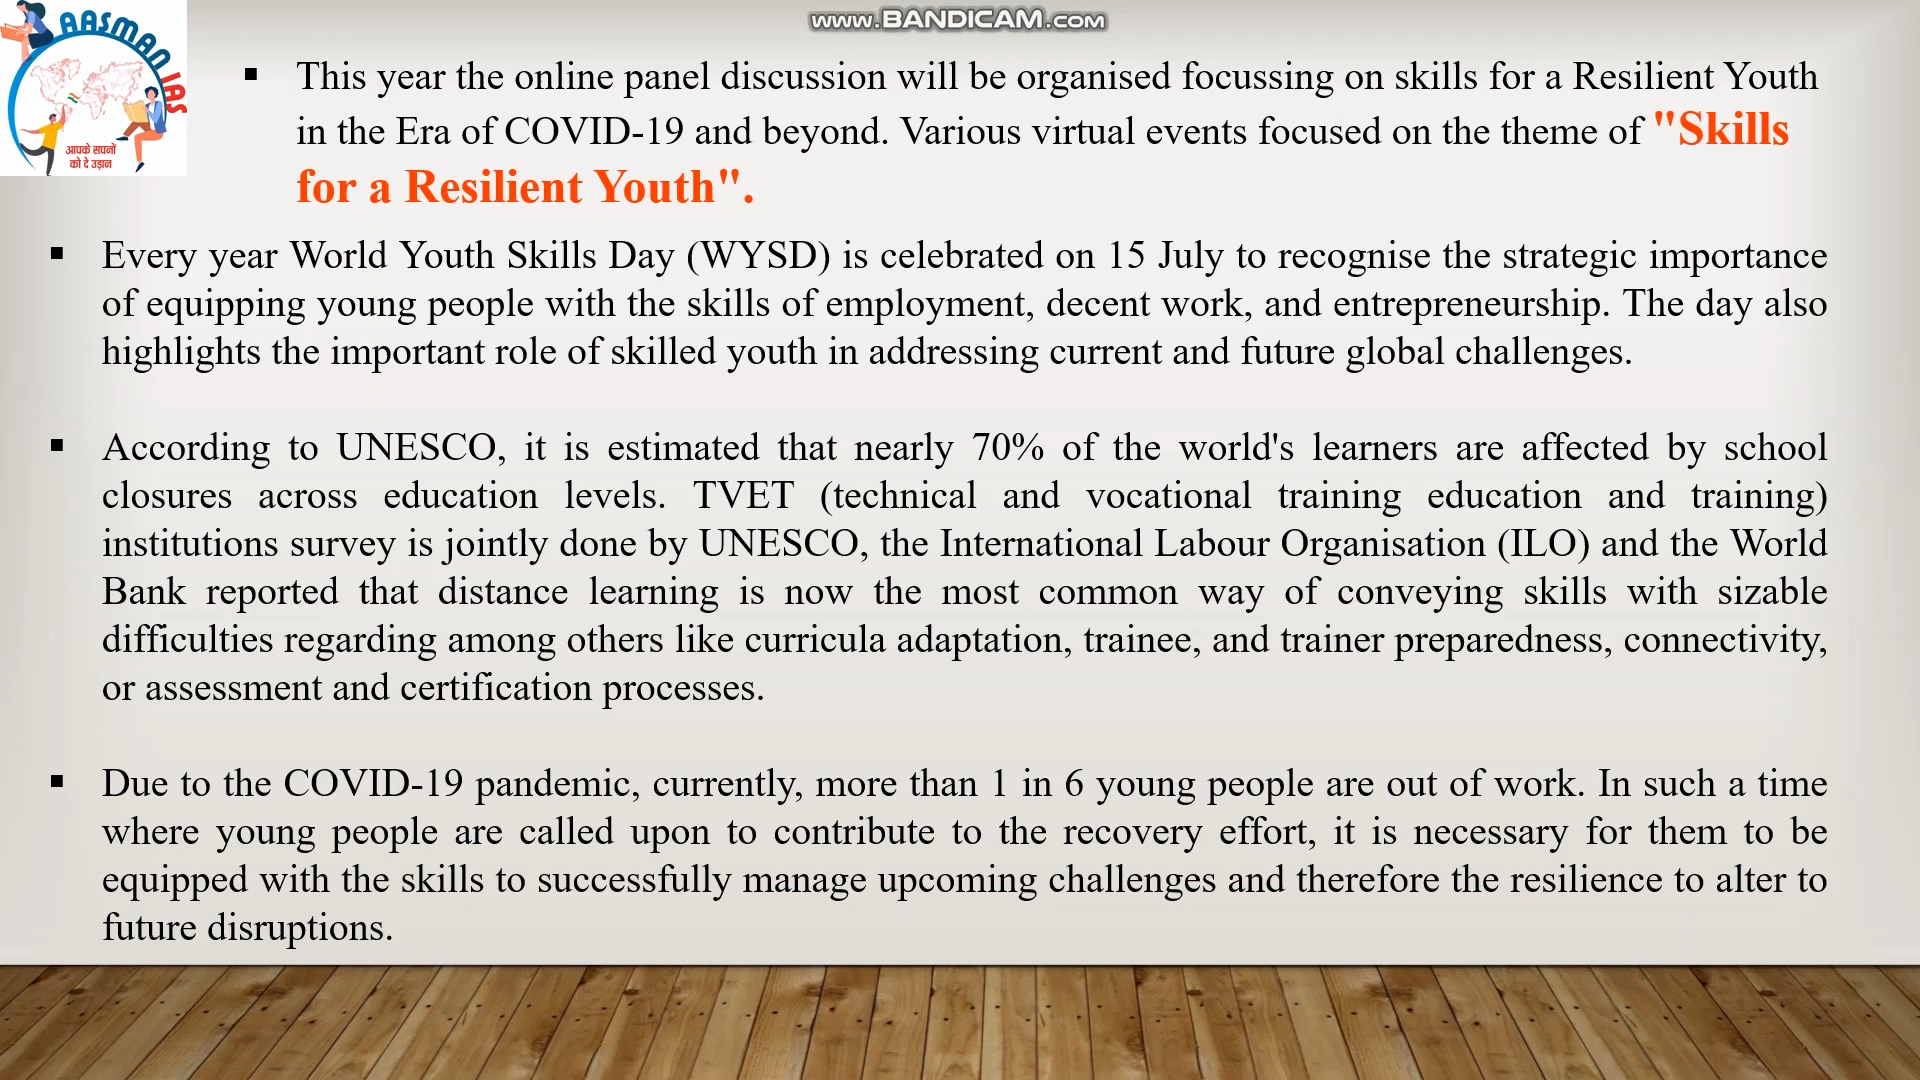 www.BANDICAM.com
AASMAN IAS
आपके सपनों
को दे उड़ान
▪ This year the online panel discussion will be organised focussing on skills for a Resilient Youth
in the Era of COVID-19 and beyond. Various virtual events focused on the theme of "Skills
for a Resilient Youth".
▪ Every year World Youth Skills Day (WYSD) is celebrated on 15 July to recognise the strategic importance
of equipping young people with the skills of employment, decent work, and entrepreneurship. The day also
highlights the important role of skilled youth in addressing current and future global challenges.
▪ According to UNESCO, it is estimated that nearly 70% of the world's learners are affected by school
closures across education levels. TVET (technical and vocational training education and training)
institutions survey is jointly done by UNESCO, the International Labour Organisation (ILO) and the World
Bank reported that distance learning is now the most common way of conveying skills with sizable
difficulties regarding among others like curricula adaptation, trainee, and trainer preparedness, connectivity,
or assessment and certification processes.
▪ Due to the COVID-19 pandemic, currently, more than 1 in 6 young people are out of work. In such a time
where young people are called upon to contribute to the recovery effort, it is necessary for them to be
equipped with the skills to successfully manage upcoming challenges and therefore the resilience to alter to
future disruptions.